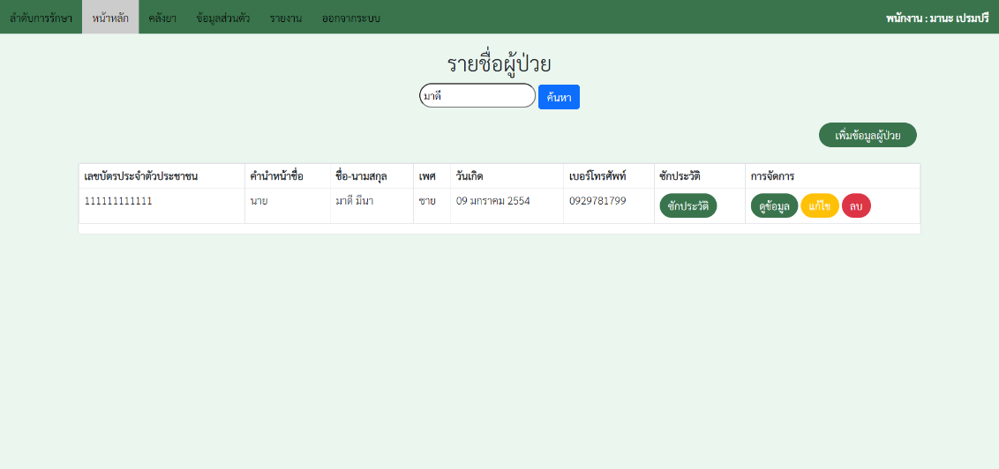 ลำดับการรักษา หน้าหลัก คลังยา ข้อมูลส่วนตัว รายงาน ออกจากระบบ พนักงาน : มานะ เปรมปรี
รายชื่อผู้ป่วย
มาดี ค้นหา
เพิ่มข้อมูลผู้ป่วย
เลขบัตรประจำตัวประชาชน คำนำหน้าชื่อ ชื่อ-นามสกุล เพศ วันเกิด เบอร์โทรศัพท์ ซักประวัติ การจัดการ
111111111111 นาย มาดี มีนา ชาย 09 มกราคม 2554 0929781799 ซักประวัติ ดูข้อมูล แก้ไข ลบ